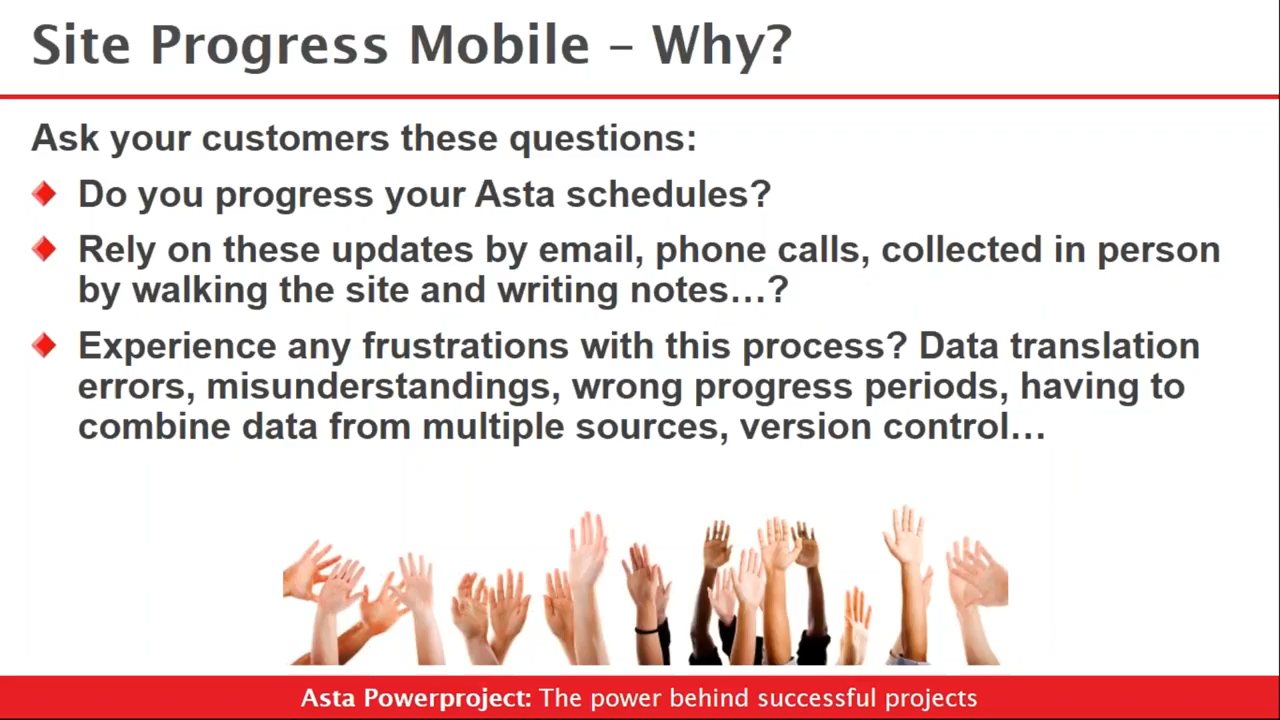 Site Progress Mobile – Why?
Ask your customers these questions:
Do you progress your Asta schedules?
Rely on these updates by email, phone calls, collected in person
by walking the site and writing notes…?
Experience any frustrations with this process? Data translation
errors, misunderstandings, wrong progress periods, having to
combine data from multiple sources, version control…
Asta Powerproject: The power behind successful projects